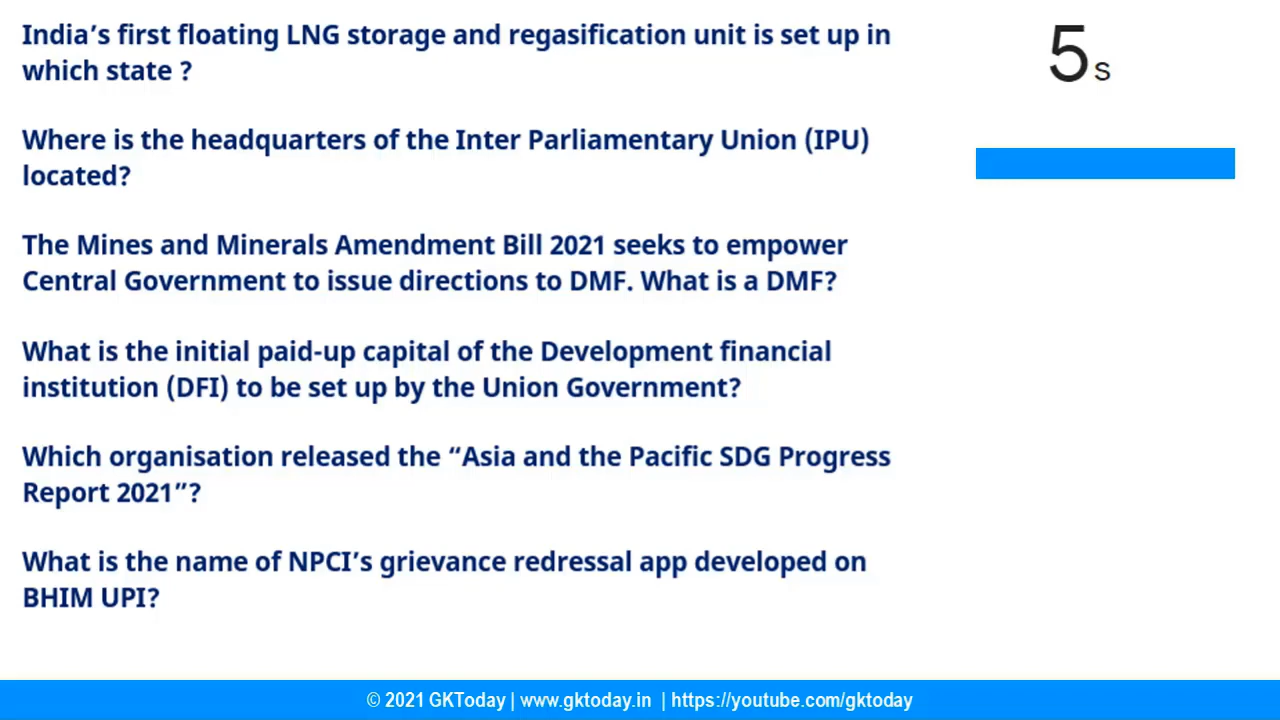 India’s first floating LNG storage and regasification unit is set up in
which state ?
5 s
Where is the headquarters of the Inter Parliamentary Union (IPU)
located?
The Mines and Minerals Amendment Bill 2021 seeks to empower
Central Government to issue directions to DMF. What is a DMF?
What is the initial paid-up capital of the Development financial
institution (DFI) to be set up by the Union Government?
Which organisation released the “Asia and the Pacific SDG Progress
Report 2021”?
What is the name of NPCI’s grievance redressal app developed on
BHIM UPI?
© 2021 GKToday | www.gktoday.in | https://youtube.com/gktoday